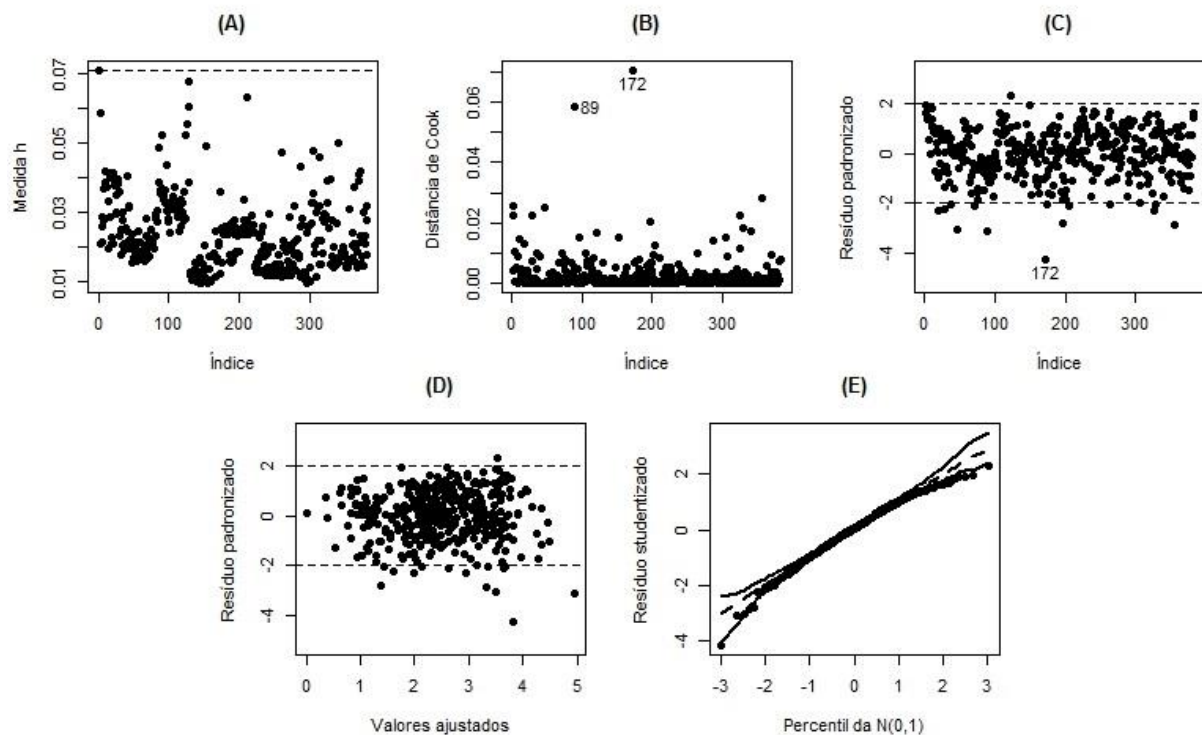 (A)
Medida h
0.01 0.03 0.05 0.07
0 100 200 300
Índice
(B)
Distância de Cook
0.00 0.02 0.04 0.06
89
172
0 100 200 300
Índice
(C)
Resíduo padronizado
-4 -2 0 2
172
0 100 200 300
Índice
(D)
Resíduo padronizado
-4 -2 0 2
0 1 2 3 4 5
Valores ajustados
(E)
Resíduo studentizado
-4 -2 0 2
-3 -2 -1 0 1 2 3
Percentil da N(0,1)